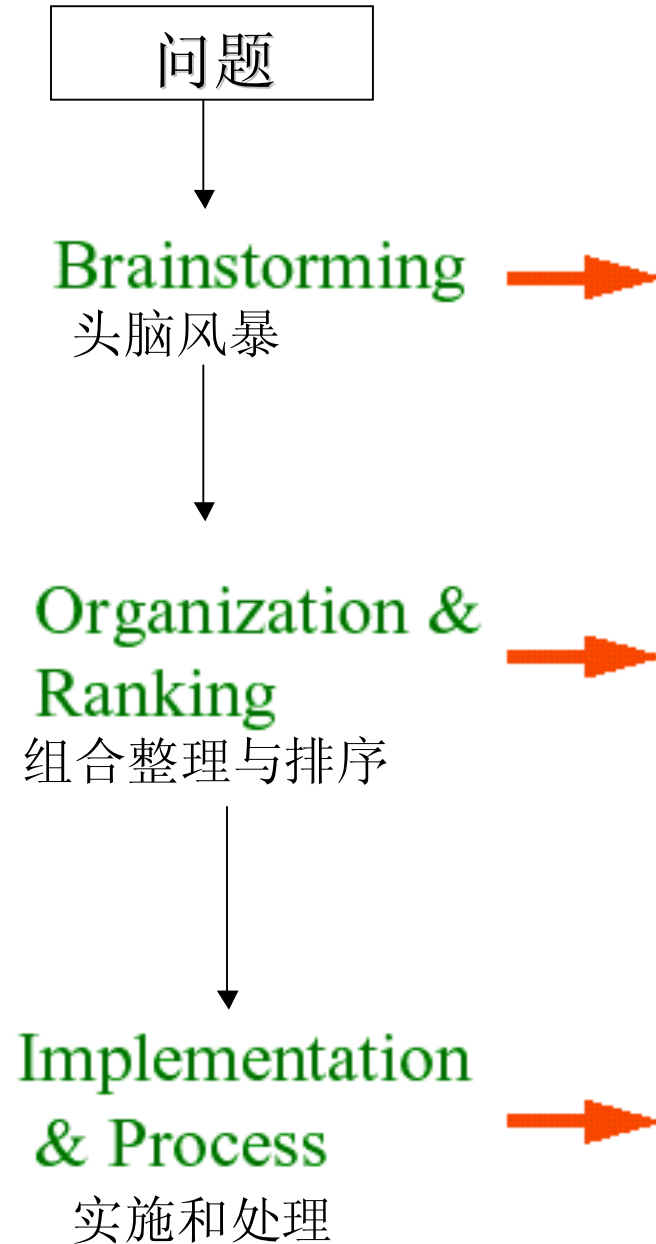 问题
Brainstorming
头脑风暴
Organization &
Ranking
组合整理与排序
Implementation
& Process
实施和处理